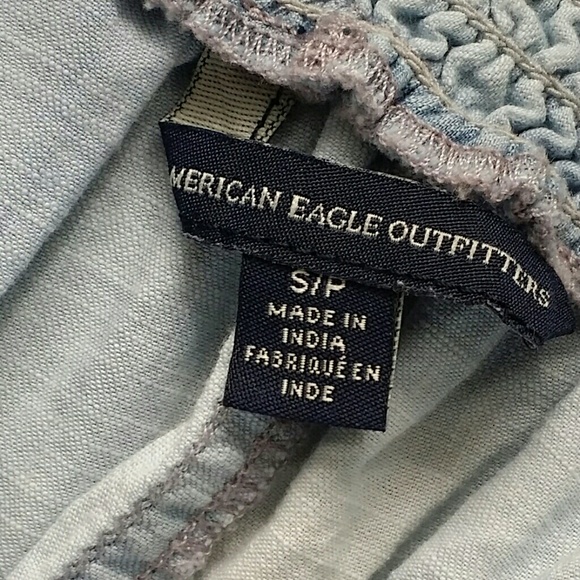 MERICAN EAGLE OUTFITTERS
S/P
MADE IN
INDIA
FABRIQUÉ EN
INDE